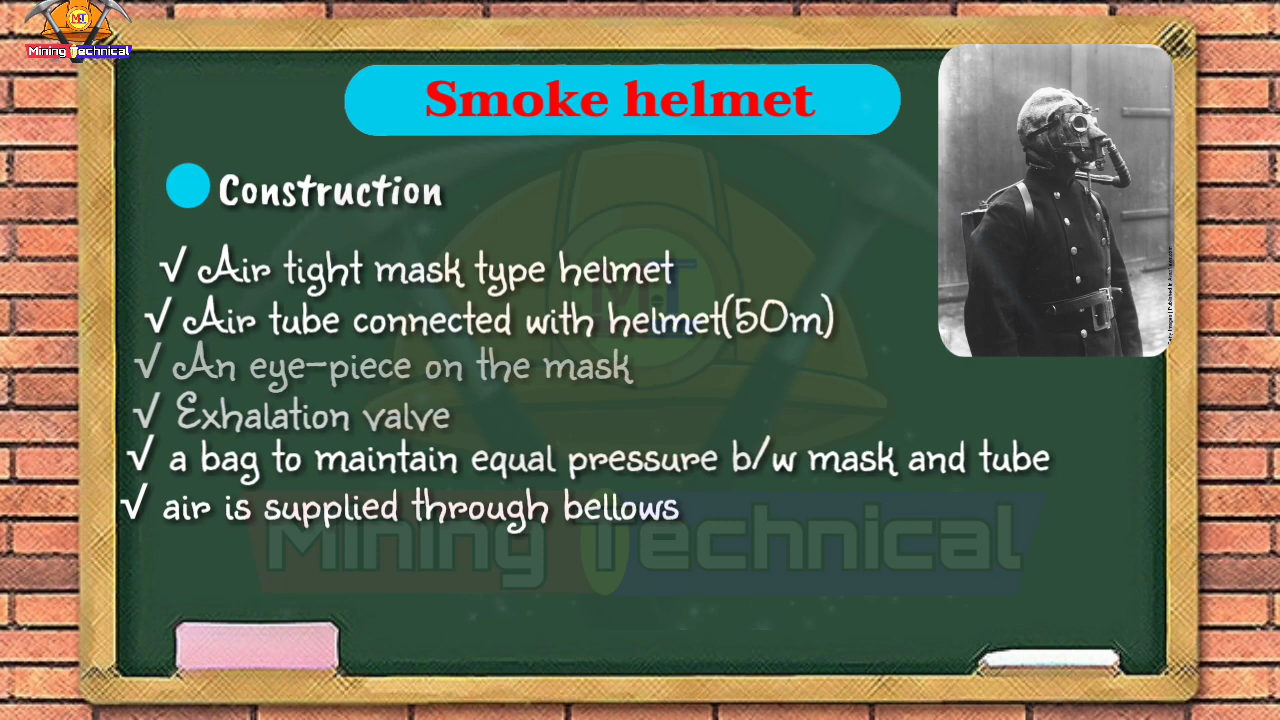 MT
Mining Technical
Smoke helmet
Construction
√ Air tight mask type helmet
√ Air tube connected with helmet(50m)
√ An eye-piece on the mask
√ Exhalation valve
√ a bag to maintain equal pressure b/w mask and tube
√ air is supplied through bellows
M.T
Mining Technical